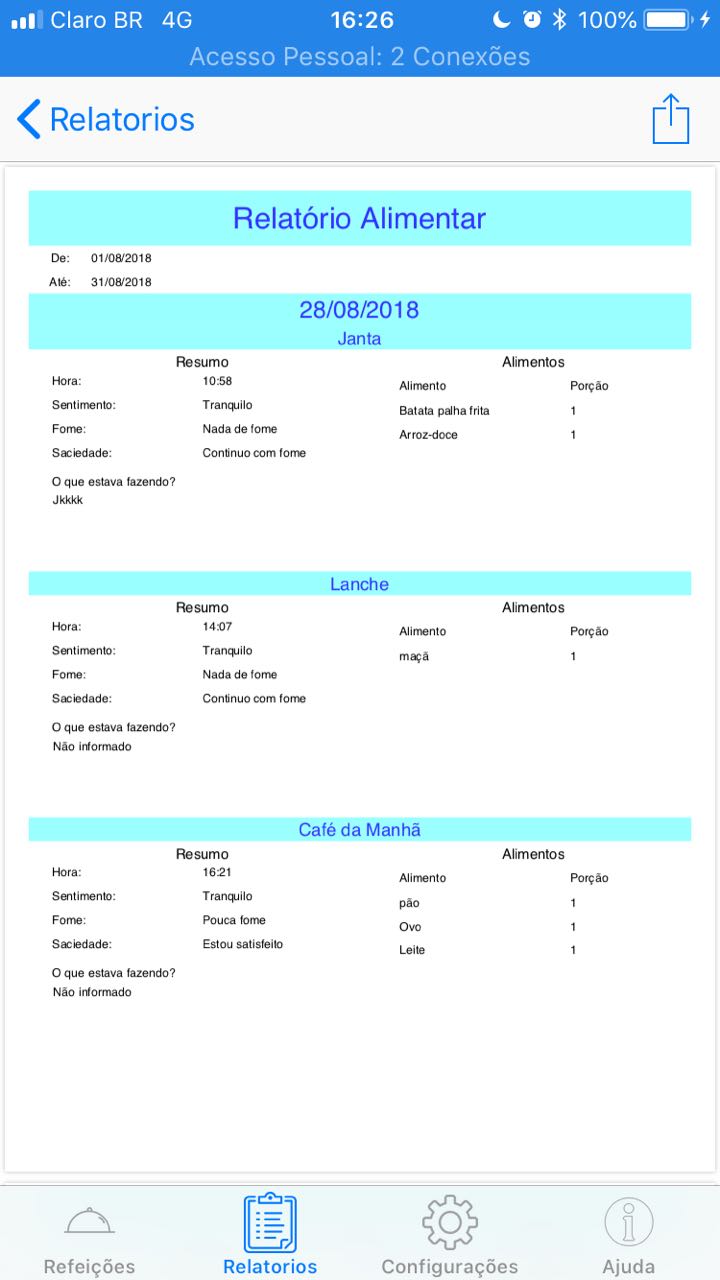 Claro BR 4G 16:26 100%
Acesso Pessoal: 2 Conexões
Relatorios
Relatório Alimentar
De: 01/08/2018
Até: 31/08/2018
28/08/2018
Janta
Resumo Alimentos
Hora: 10:58
Alimento Porção
Sentimento: Tranquilo
Batata palha frita 1
Fome: Nada de fome
Arroz-doce 1
Saciedade: Continuo com fome
O que estava fazendo?
Jkkkk
Lanche
Resumo Alimentos
Hora: 14:07
Alimento Porção
Sentimento: Tranquilo
maçã 1
Fome: Nada de fome
Saciedade: Continuo com fome
O que estava fazendo?
Não informado
Café da Manhã
Resumo Alimentos
Hora: 16:21
Alimento Porção
Sentimento: Tranquilo
pão 1
Fome: Pouca fome
Ovo 1
Saciedade: Estou satisfeito
Leite 1
O que estava fazendo?
Não informado
Refeições Relatorios Configurações Ajuda